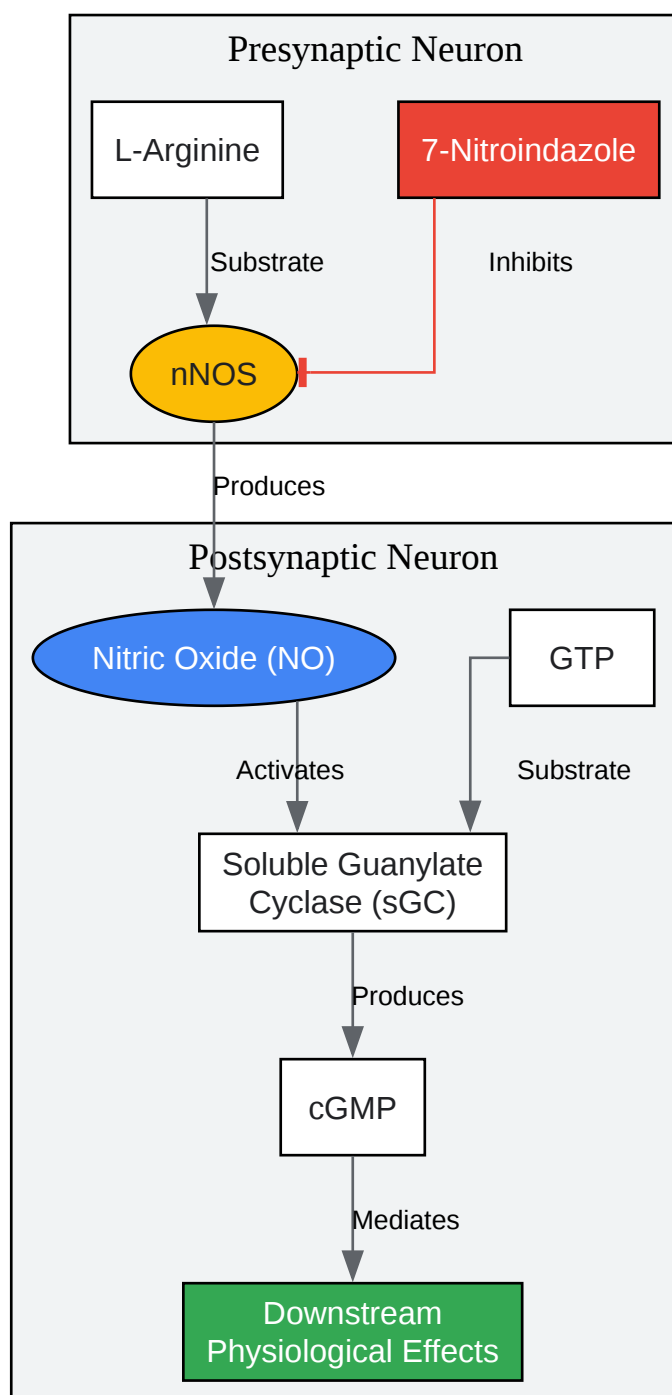 Presynaptic Neuron
L-Arginine
7-Nitroindazole
Substrate
Inhibits
nNOS
Produces
Postsynaptic Neuron
Nitric Oxide (NO)
GTP
Activates
Substrate
Soluble Guanylate
Cyclase (sGC)
Produces
cGMP
Mediates
Downstream
Physiological Effects